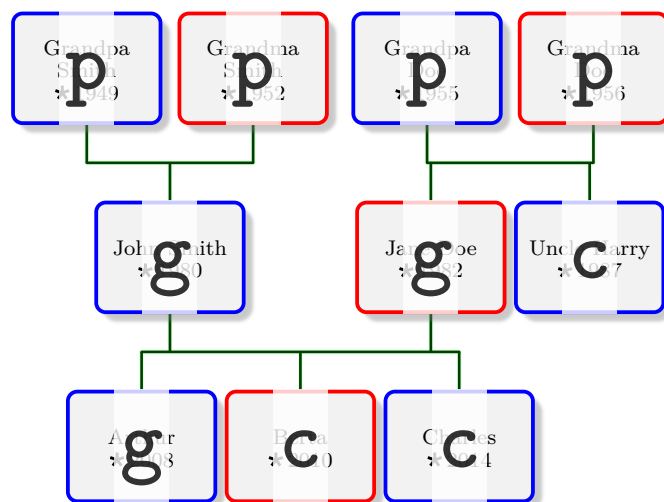 Grandpa
Smith
p
*1949
Grandma
Smith
p
*1952
Grandpa
Doe
p
*1955
Grandma
Doe
p
*1956
John Smith
g
*1980
Jane Doe
g
*1982
Uncle Harry
c
*1987
Arthur
g
*2008
Berta
c
*2010
Charles
c
*2014